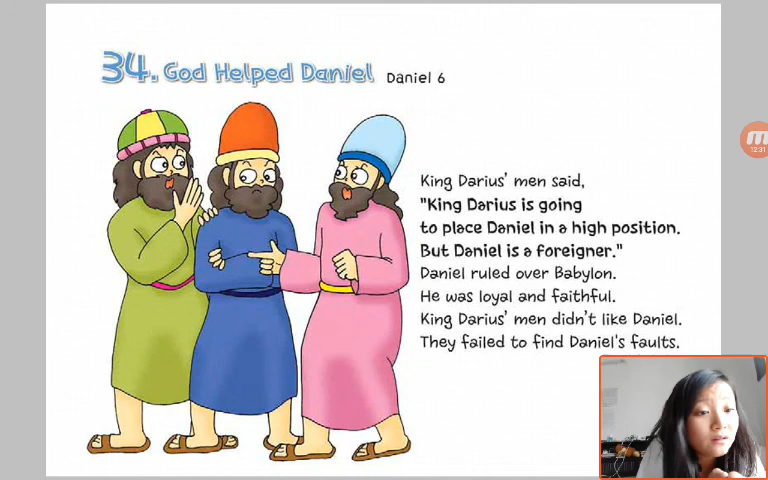 34. God Helped Daniel Daniel 6
King Darius' men said,
"King Darius is going
to place Daniel in a high position.
But Daniel is a foreigner."
Daniel ruled over Babylon.
He was loyal and faithful.
King Darius' men didn't like Daniel.
They failed to find Daniel's faults.
12:31